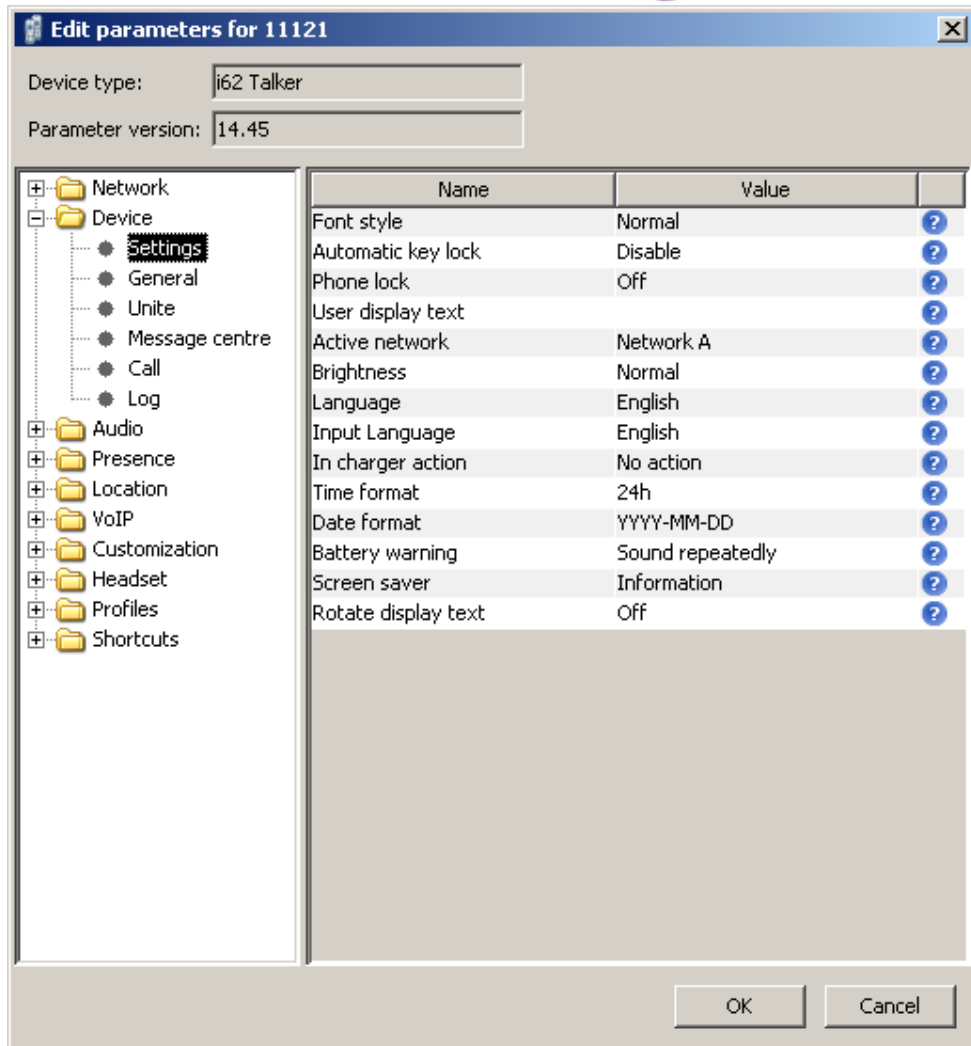 Edit parameters for 11121
Device type: i62 Talker
Parameter version: 14.45
Network
Device
Settings
General
Unite
Message centre
Call
Log
Audio
Presence
Location
VoIP
Customization
Headset
Profiles
Shortcuts
Name Value
Font style Normal
Automatic key lock Disable
Phone lock Off
User display text
Active network Network A
Brightness Normal
Language English
Input Language English
In charger action No action
Time format 24h
Date format YYYY-MM-DD
Battery warning Sound repeatedly
Screen saver Information
Rotate display text Off
OK Cancel